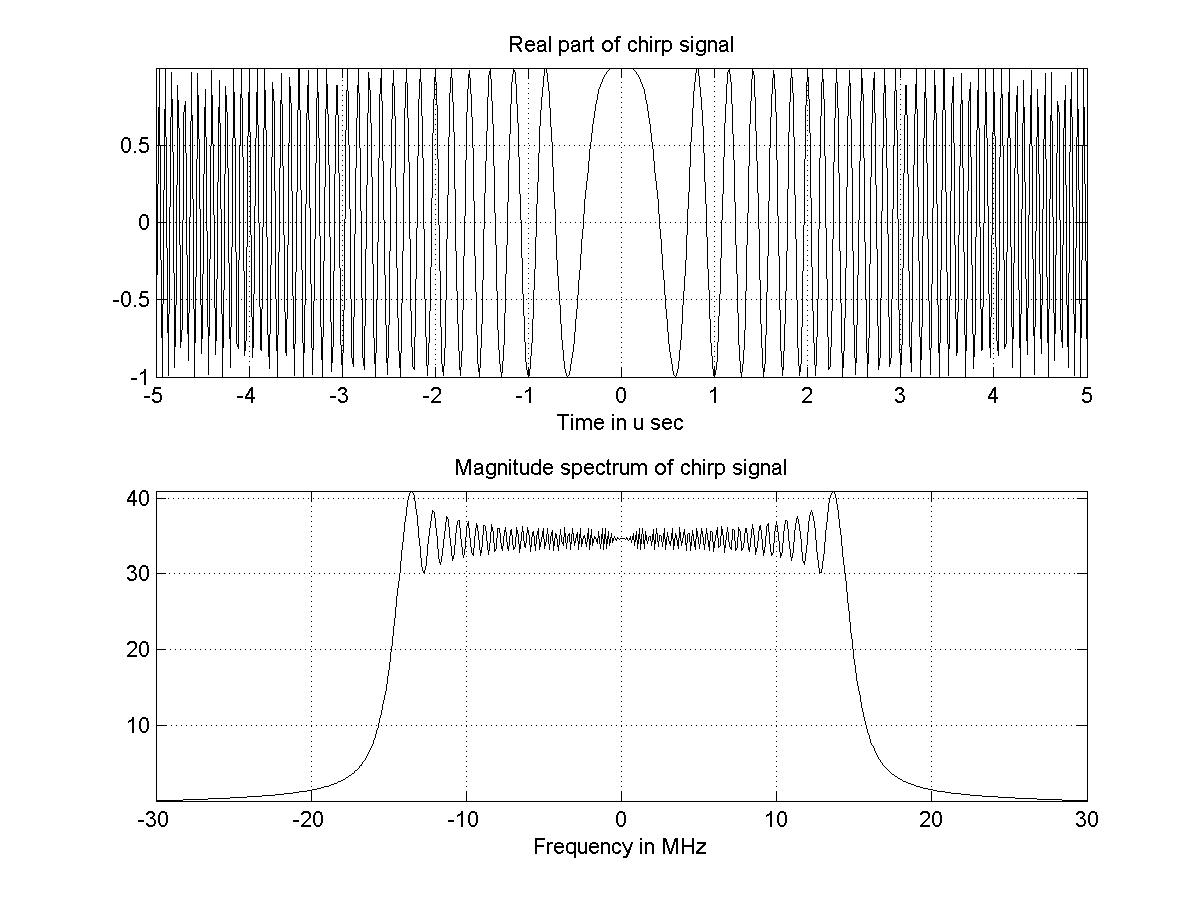 Real part of chirp signal
0.5
0
-0.5
-1
-5 -4 -3 -2 -1 0 1 2 3 4 5
Time in u sec
Magnitude spectrum of chirp signal
40
30
20
10
-30 -20 -10 0 10 20 30
Frequency in MHz